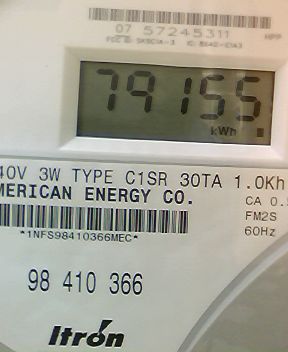 07 57245311
79155
kWh
40V 3W TYPE C1SR 30TA 1.0Kh
MERICAN ENERGY CO.
CA 0.5
FM2S
*1NFS98410366MEC*
60Hz
98 410 366
Itron